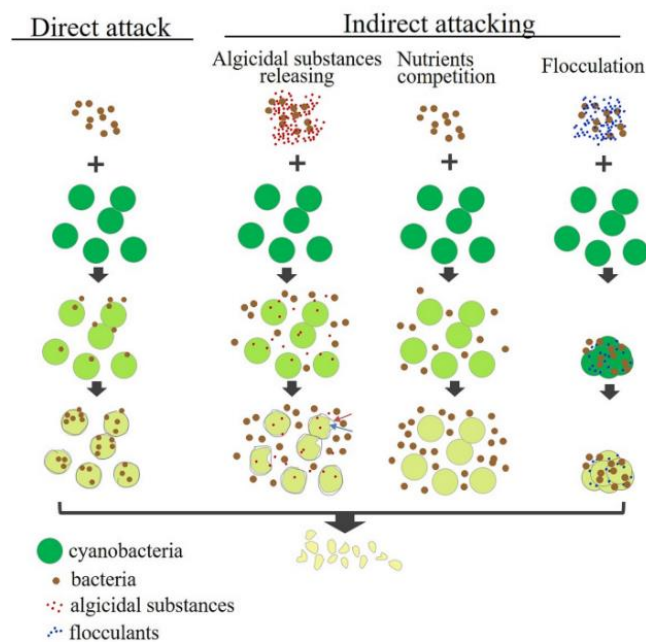 Direct attack
Indirect attacking
Algicidal substances
releasing
Nutrients
competition
Flocculation
+
+
+
+
cyanobacteria
bacteria
algicidal substances
flocculants